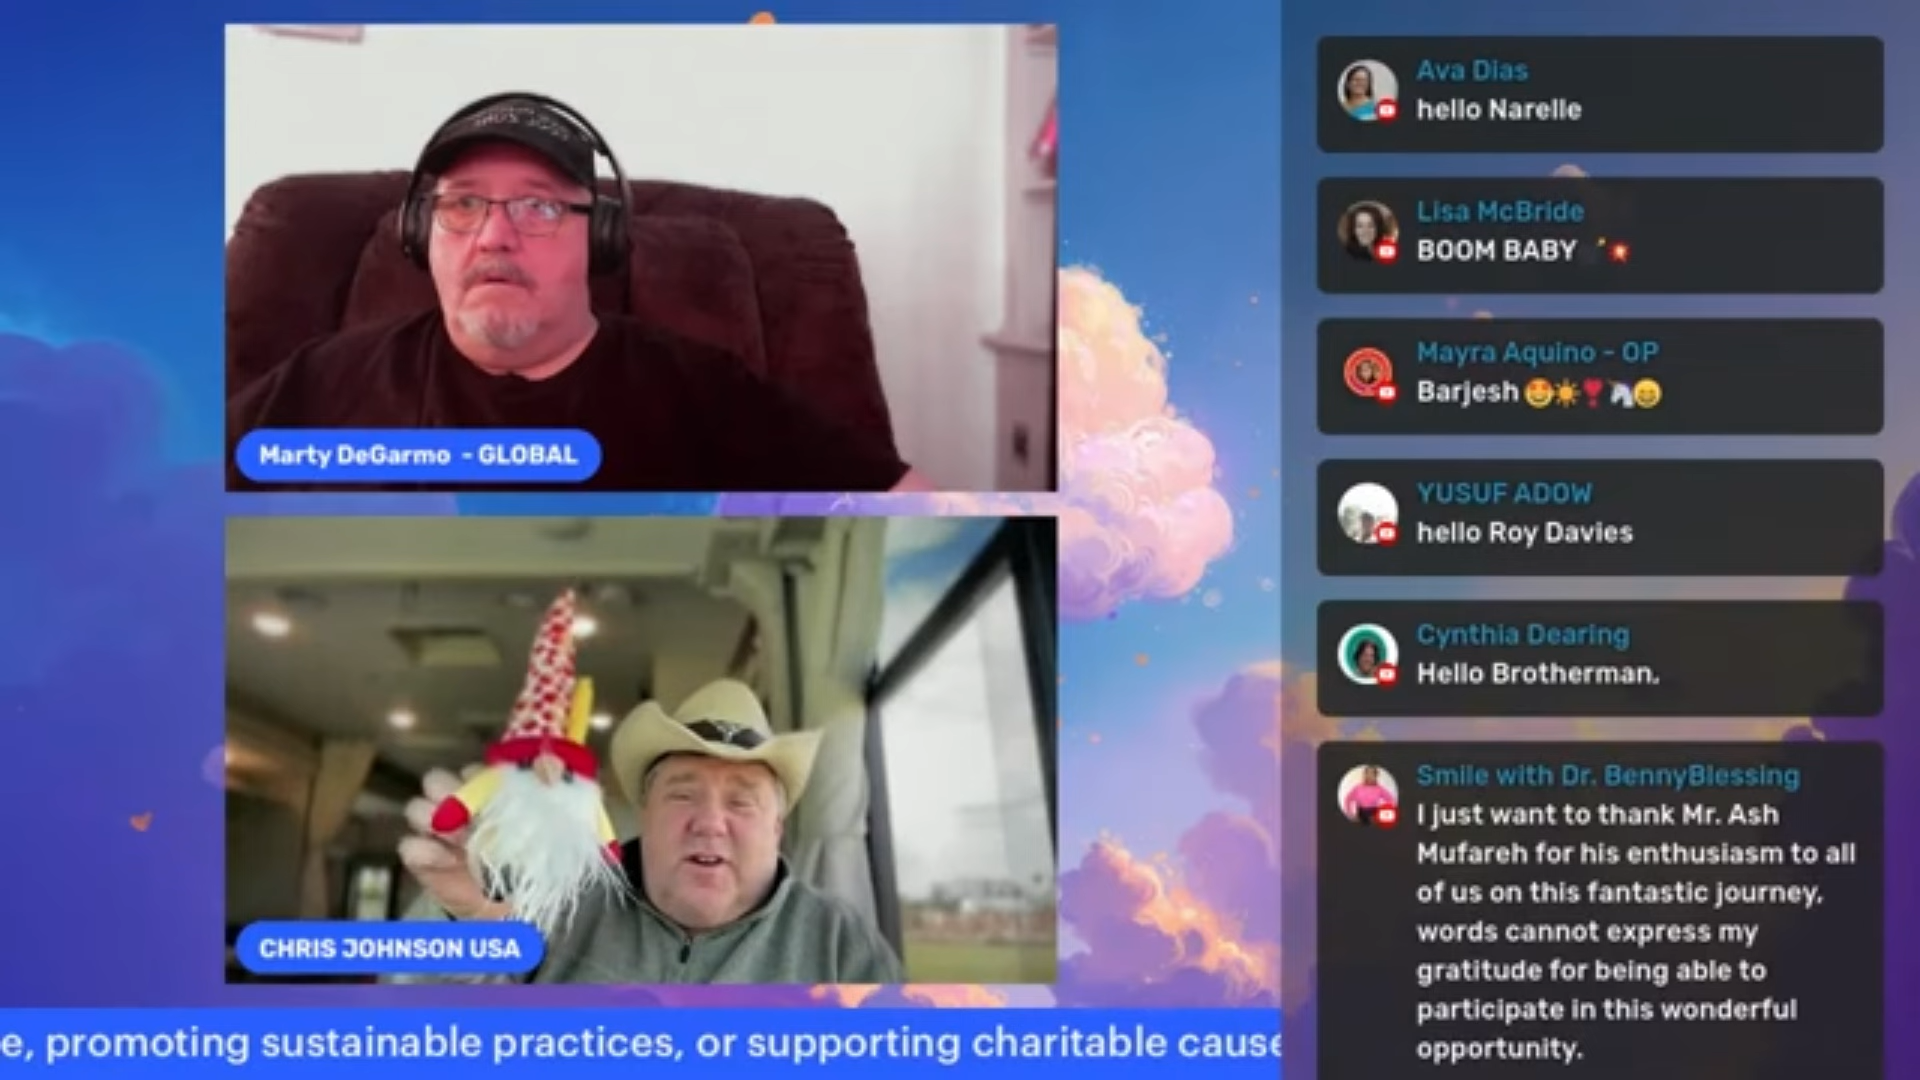 Marty DeGarmo - GLOBAL
CHRIS JOHNSON USA
e, promoting sustainable practices, or supporting charitable cause
Ava Dias
hello Narelle
Lisa McBride
BOOM BABY
Mayra Aquino - OP
Barjesh
YUSUF ADOW
hello Roy Davies
Cynthia Dearing
Hello Brotherman,
Smile with Dr. BennyBlessing
I just want to thank Mr. Ash
Mufareh for his enthusiasm to all
of us on this fantastic journey,
words cannot express my
gratitude for being able to
participate in this wonderful
opportunity.